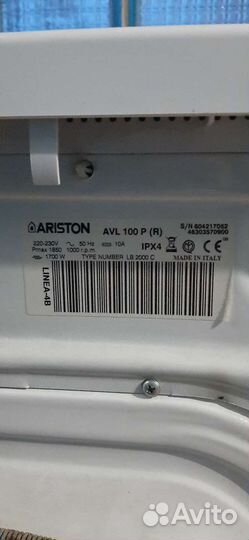 ARISTON AVL 100 P (R) S/N 604217052
46303570900
220-230V 50 Hz 10A
Pmax 1850 1000 r.p.m IPX4
1700 W TYPE NUMBER LB 2000 C MADE IN ITALY
LINEA-4B
Avito